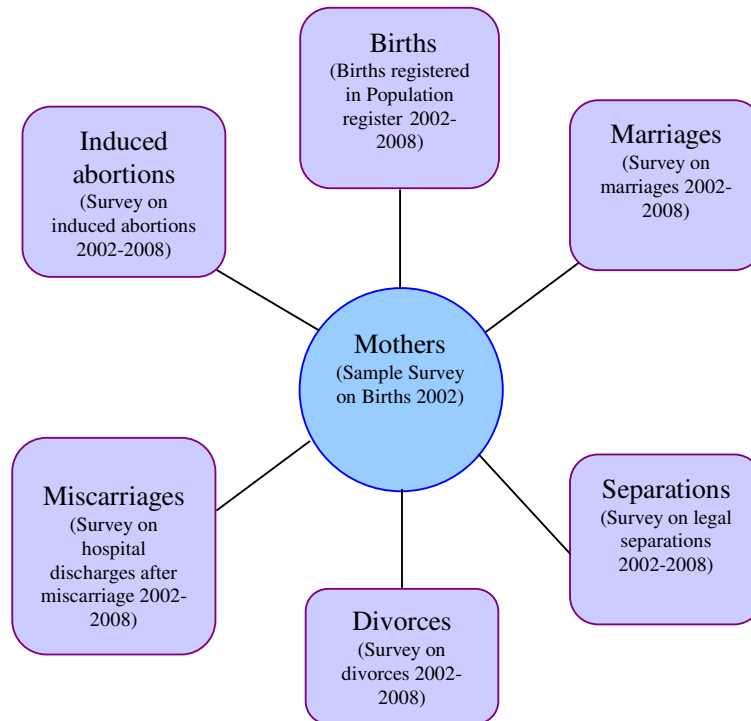 Births
(Births registered
in Population
register 2002-
2008)
Marriages
(Survey on
marriages 2002-
2008)
Induced
abortions
(Survey on
induced abortions
2002-2008)
Mothers
(Sample Survey
on Births 2002)
Miscarriages
(Survey on
hospital
discharges after
miscarriage 2002-
2008)
Separations
(Survey on legal
separations
2002-2008)
Divorces
(Survey on
divorces 2002-
2008)